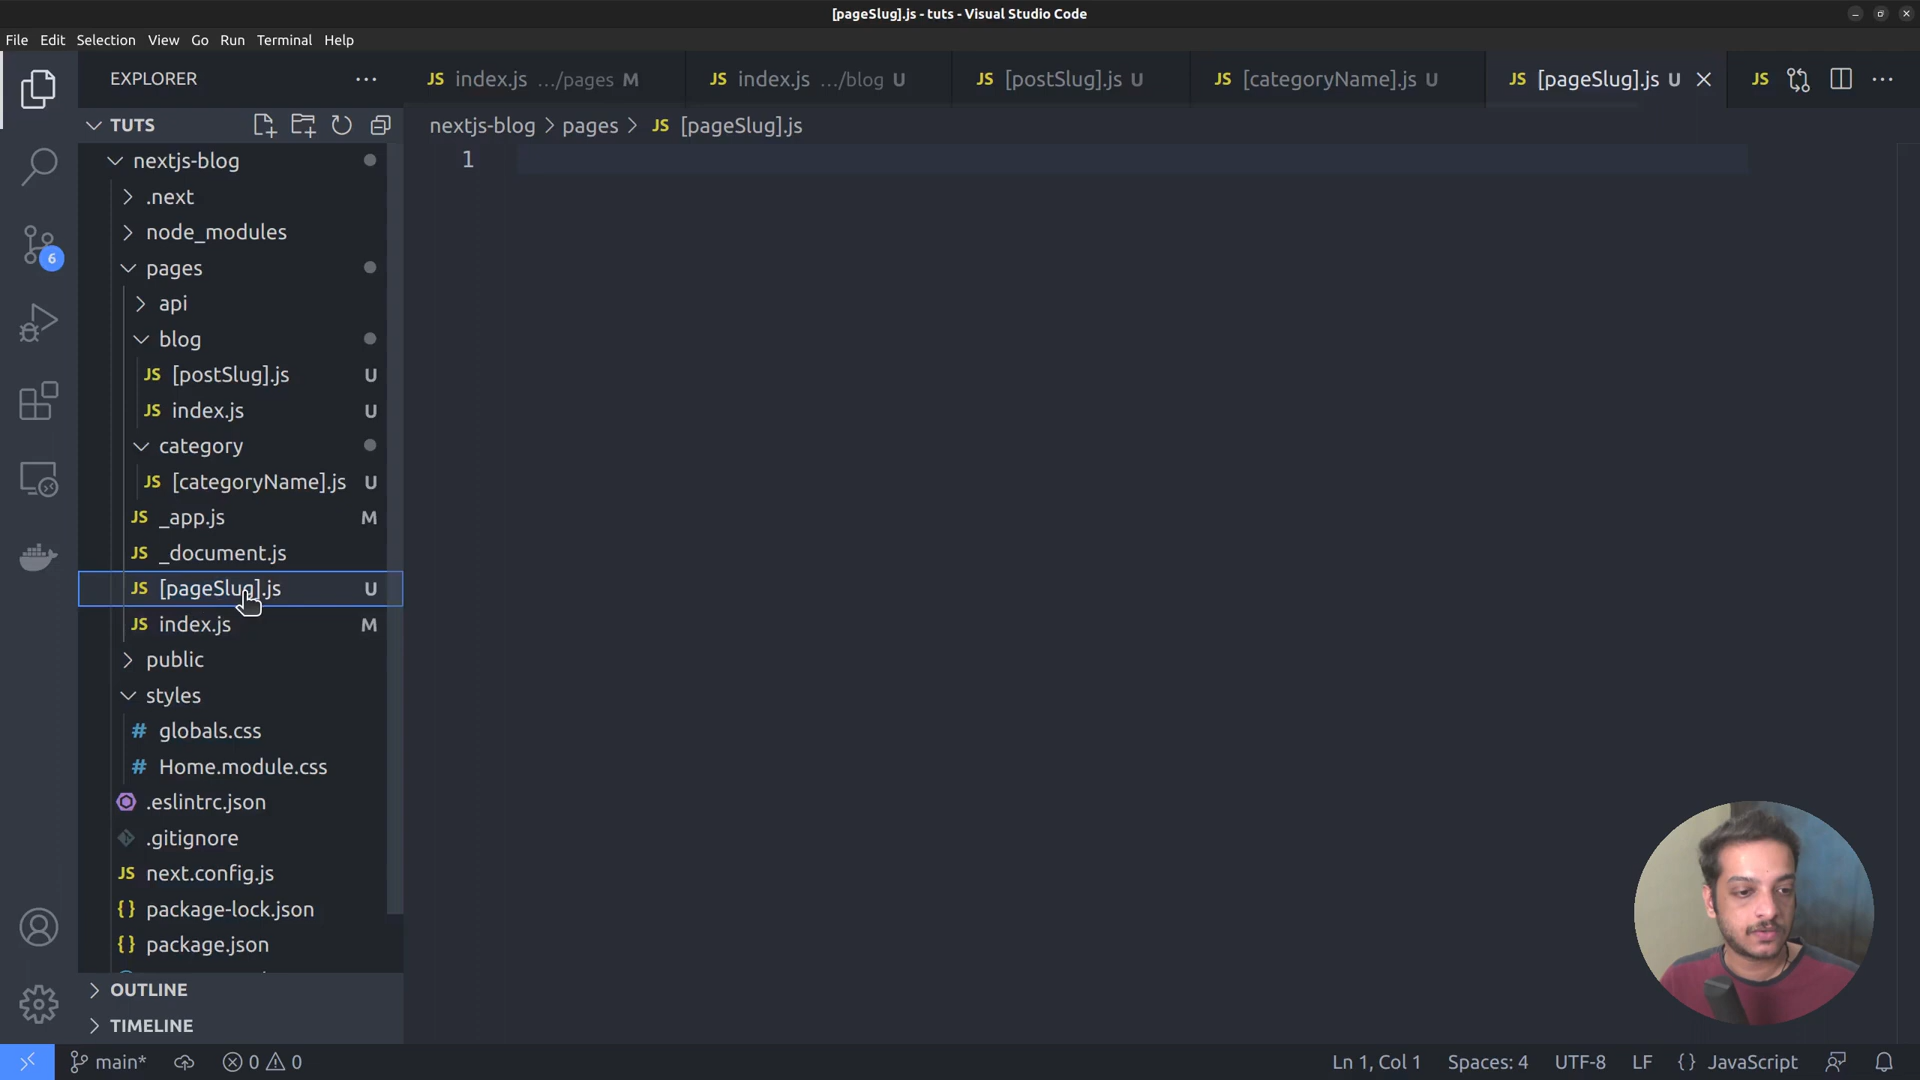 [pageSlug].js - tuts - Visual Studio Code
File Edit Selection View Go Run Terminal Help
EXPLORER
JS index.js .../pages M
JS index.js .../blog U
JS [postSlug].js U
JS [categoryName].js U
JS [pageSlug].js U
JS
TUTS
nextjs-blog > pages > JS [pageSlug].js
1
nextjs-blog
.next
node_modules
pages
api
blog
JS [postSlug].js U
JS index.js U
category
JS [categoryName].js U
JS _app.js M
JS _document.js
JS [pageSlug].js U
JS index.js M
public
styles
# globals.css
# Home.module.css
.eslintrc.json
.gitignore
JS next.config.js
{} package-lock.json
{} package.json
OUTLINE
TIMELINE
6
main* 0 0
Ln 1, Col 1 Spaces: 4 UTF-8 LF {} JavaScript